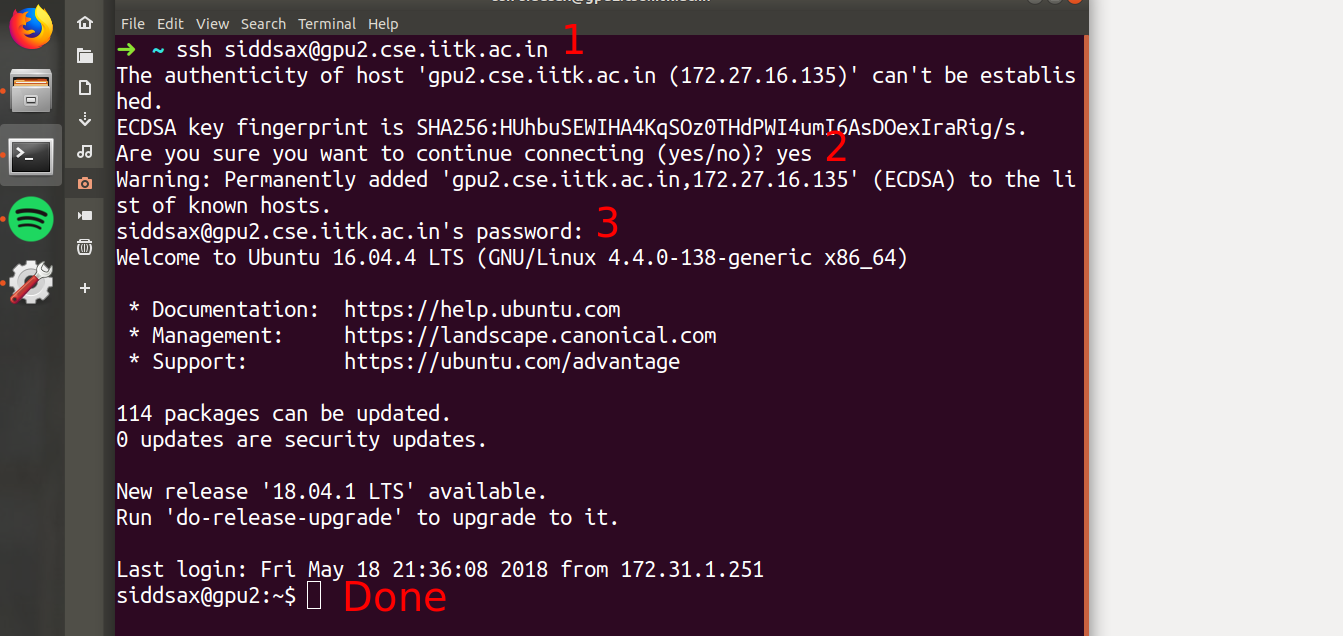 File Edit View Search Terminal Help
➜ ~ ssh siddsax@gpu2.cse.iitk.ac.in 1
The authenticity of host 'gpu2.cse.iitk.ac.in (172.27.16.135)' can't be establis
hed.
ECDSA key fingerprint is SHA256:HUhbuSEWIHA4KqSOz0THdPWI4umI6AsDOexIraRig/s.
Are you sure you want to continue connecting (yes/no)? yes 2
Warning: Permanently added 'gpu2.cse.iitk.ac.in,172.27.16.135' (ECDSA) to the li
st of known hosts.
siddsax@gpu2.cse.iitk.ac.in's password: 3
Welcome to Ubuntu 16.04.4 LTS (GNU/Linux 4.4.0-138-generic x86_64)
* Documentation: https://help.ubuntu.com
* Management: https://landscape.canonical.com
* Support: https://ubuntu.com/advantage
114 packages can be updated.
0 updates are security updates.
New release '18.04.1 LTS' available.
Run 'do-release-upgrade' to upgrade to it.
Last login: Fri May 18 21:36:08 2018 from 172.31.1.251
siddsax@gpu2:~$ Done